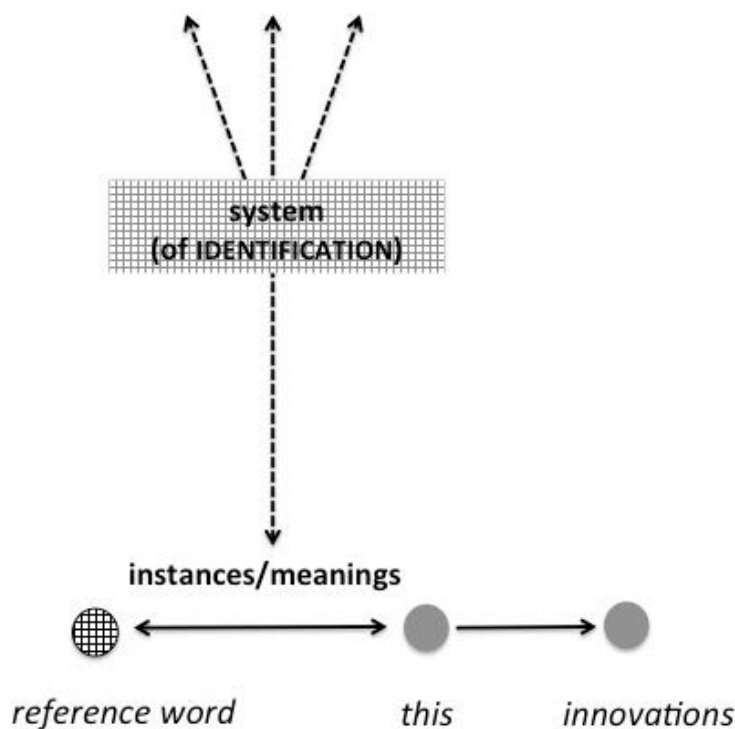 system
(of IDENTIFICATION)
instances/meanings
reference word this innovations